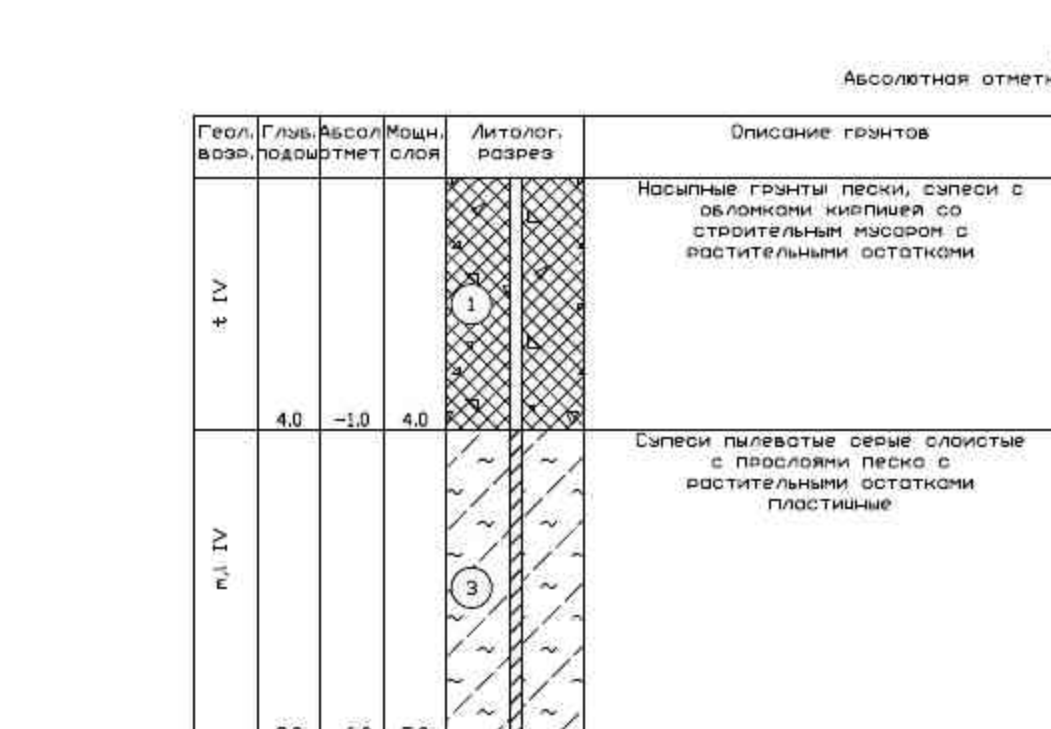 Абсолютная отметк
Геол. Глуб. Абсол Мощн. Литолог. Описание грунтов
возр. подош отмет слоя разрез
Насыпные грунты пески, супеси с
обломками кирпичей со
строительным мусаром с
растительными остатками
t IV
1
4.0 -1.0 4.0
Супеси пылеватые серые слоистые
с прослоями песка с
растительными остатками
пластичные
m,l IV
3